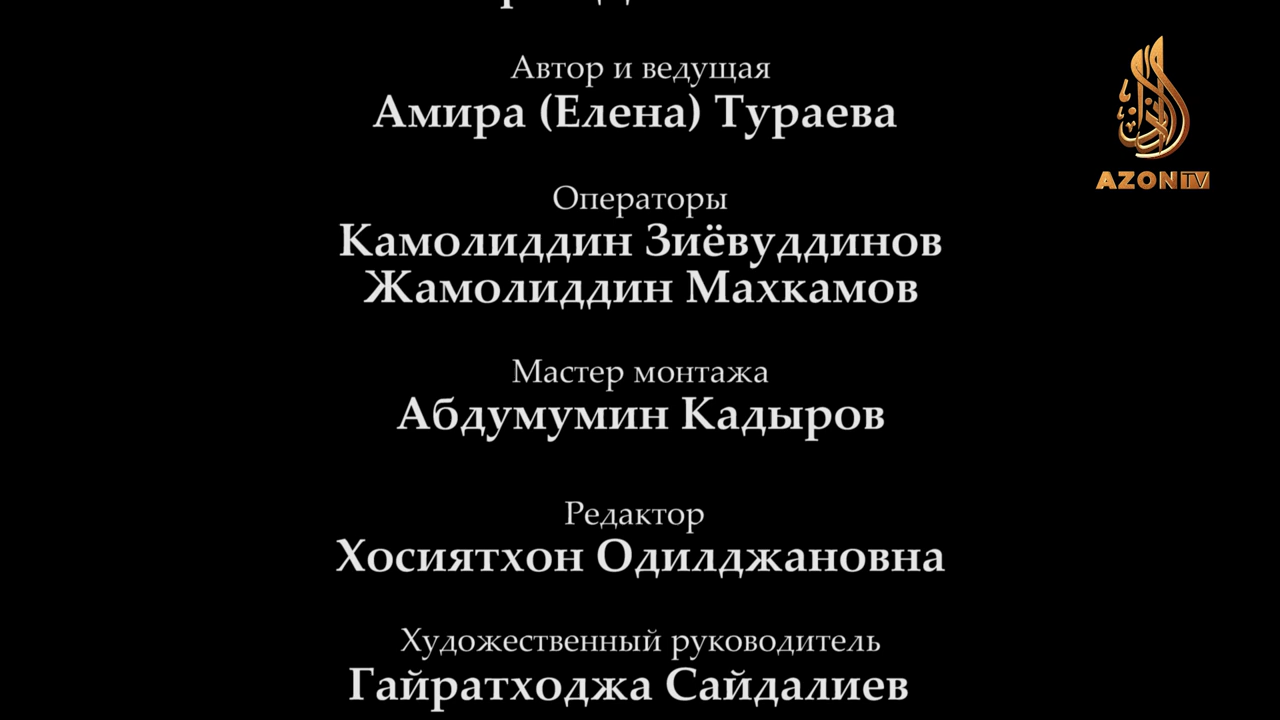 Автор и ведущая
Амира (Елена) Тураева
Операторы
Камолиддин Зиёвуддинов
Жамолиддин Махкамов
Мастер монтажа
Абдумумин Кадыров
Редактор
Хосиятхон Одилджановна
Художественный руководитель
Гайратходжа Сайдалиев
AZON TV